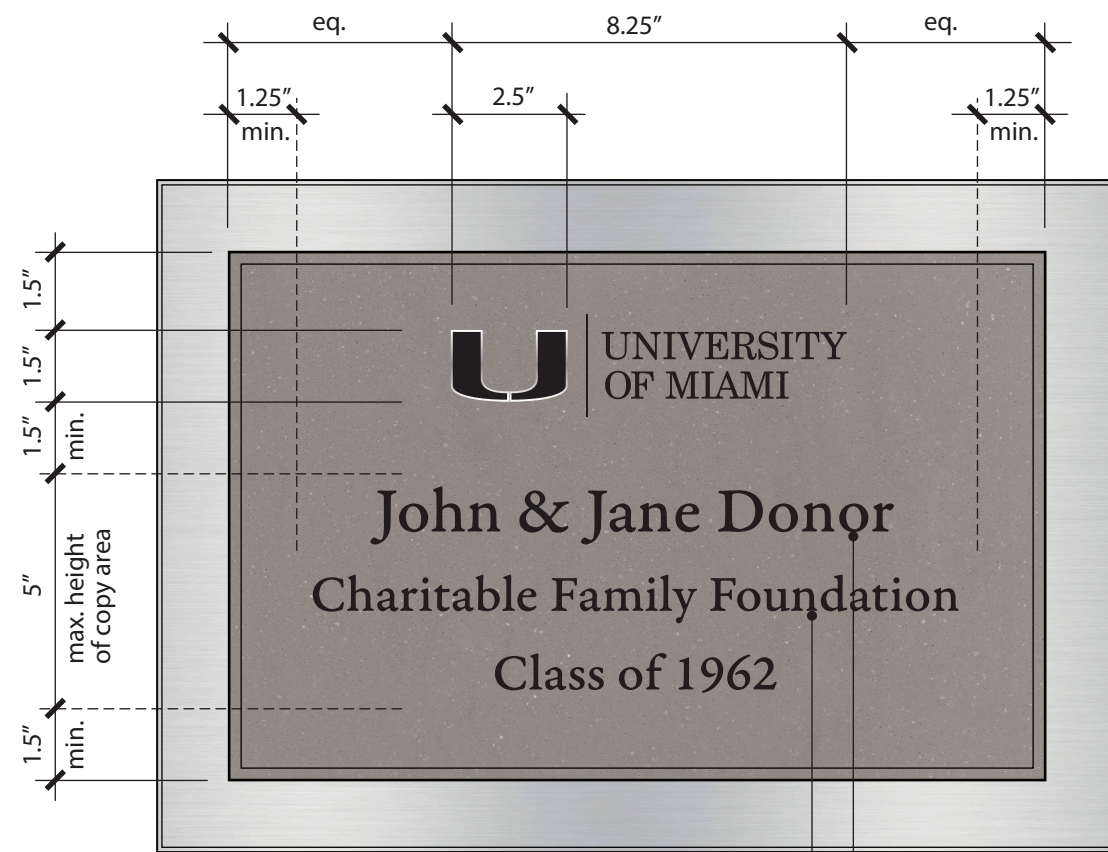 eq. 8.25” eq.
1.25” 2.5” 1.25”
min. min.
1.5”
1.5”
1.5” min.
5” max. height
of copy area
1.5” min.
UNIVERSITY
OF MIAMI
John & Jane Donor
Charitable Family Foundation
Class of 1962